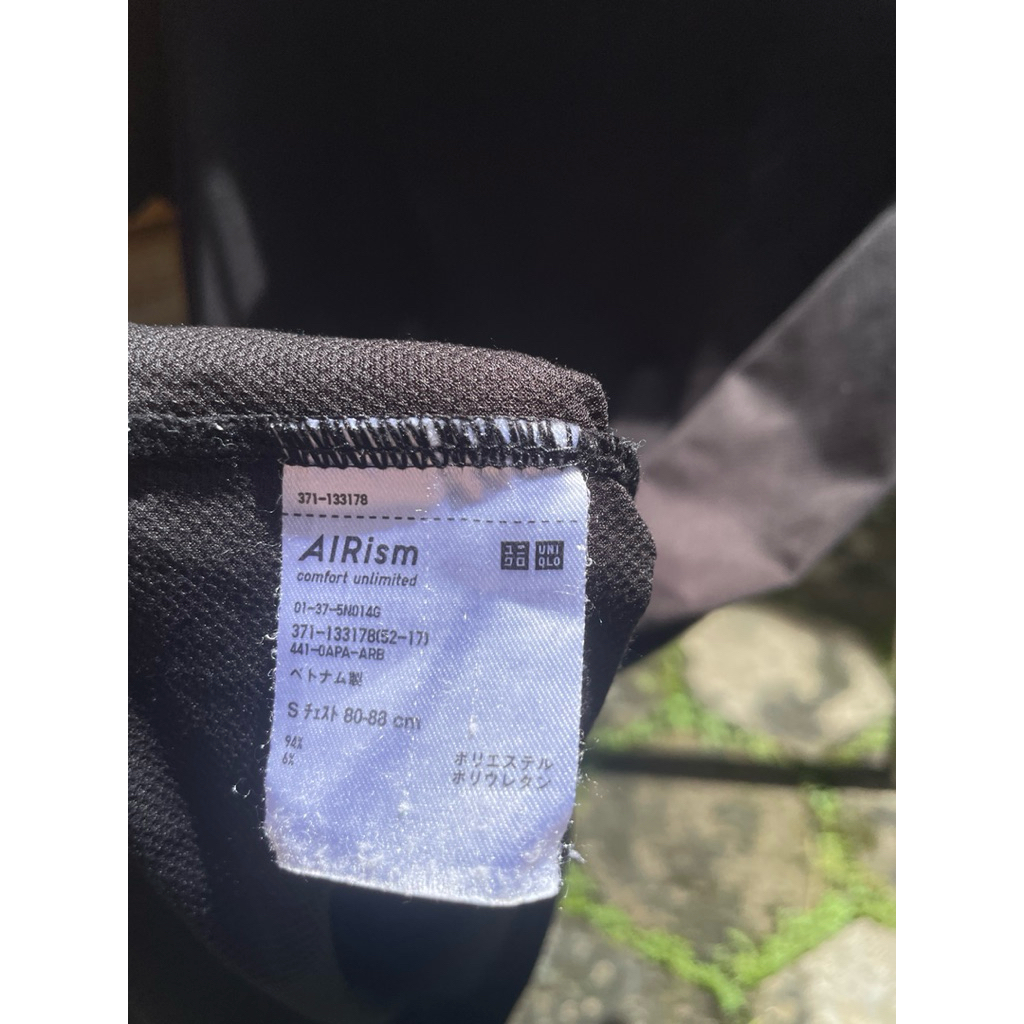 371-133178
AIRism
comfort unlimited
ユニ
クロ
UNI
QLO
01-37-5N014G
371-133178(52-17)
441-0APA-ARB
ベトナム製
S チェスト 80-88 cm
94% ポリエステル
6% ポリウレタン